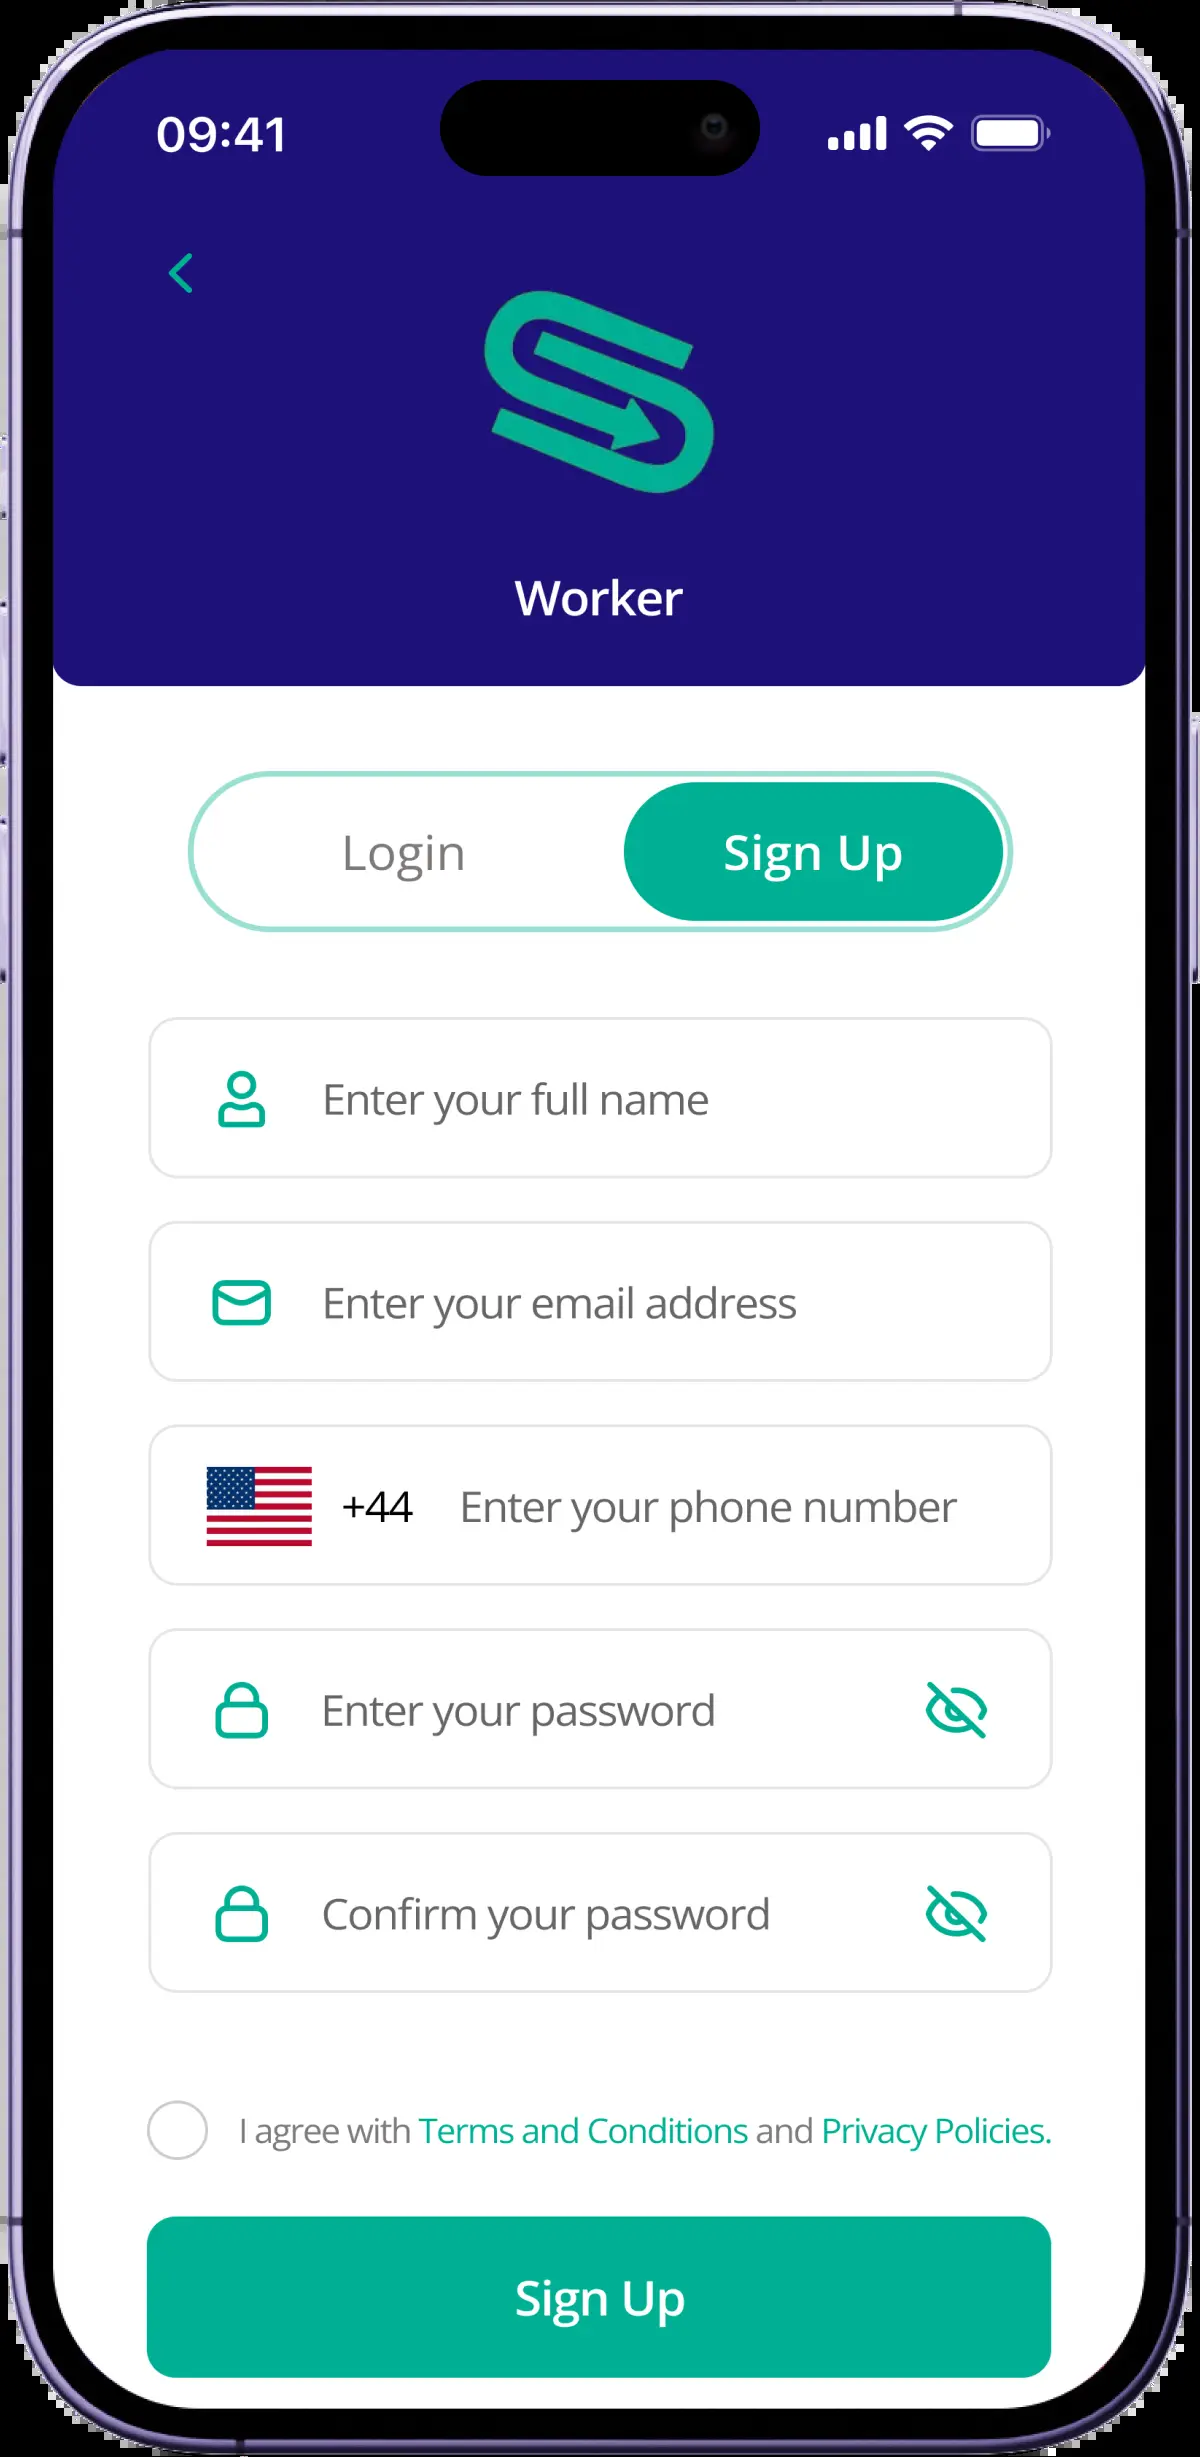 09:41
Worker
Login
Sign Up
Enter your full name
Enter your email address
+44 Enter your phone number
Enter your password
Confirm your password
I agree with Terms and Conditions and Privacy Policies.
Sign Up